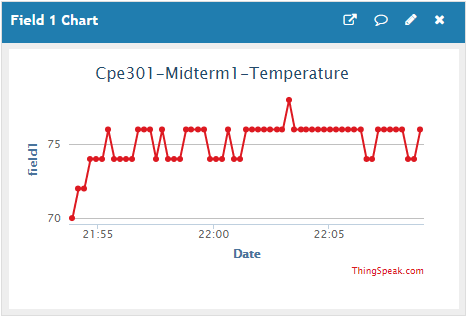 Field 1 Chart
Cpe301-Midterm1-Temperature
field1
75
70
21:55 22:00 22:05
Date
ThingSpeak.com